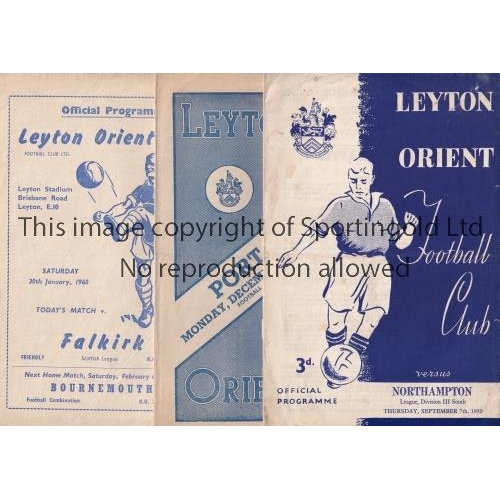 Official Programm
Leyton Orient
FOOTBALL CLUB LTD.
Leyton Stadium
Brisbane Road
Leyton, E.10
SATURDAY
30th January, 1960
TODAY'S MATCH v.
Falkirk
FRIENDLY
Scottish League
Next Home Match, Saturday, February
BOURNEMOUTH
Football Combination
LEYT
PORT
MONDAY, DECEM
FOOTBALL
ORIE
LEYTON
ORIENT
Football
Club
3d.
OFFICIAL
PROGRAMME
versus
NORTHAMPTON
League, Division III South
THURSDAY, SEPTEMBER 7th, 1950
This image copyright of Sportingold Ltd
No reproduction allowed